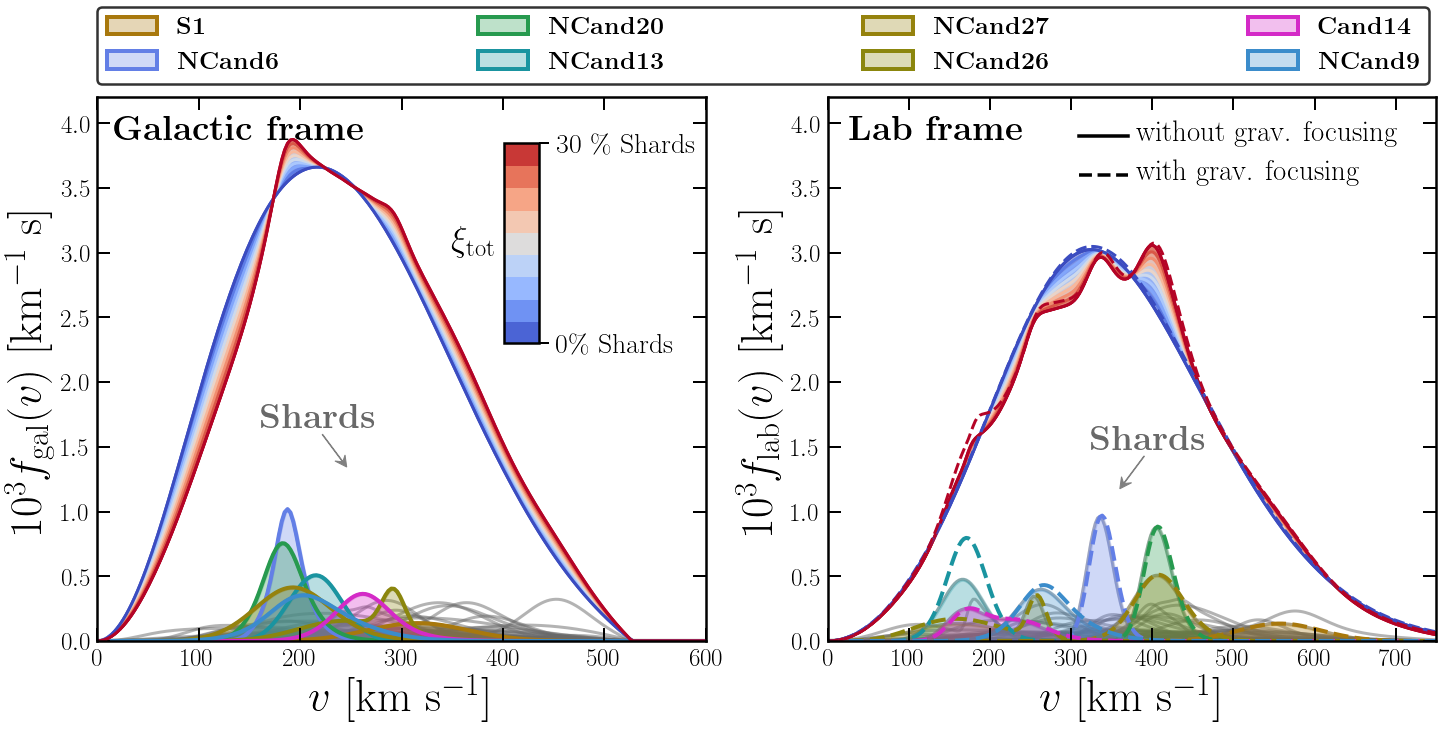 S1 NCand20 NCand27 Cand14
NCand6 NCand13 NCand26 NCand9
Galactic frame
30 % Shards
ξtot
0% Shards
Shards
10³fgal(v) [km⁻¹ s]
4.0
3.5
3.0
2.5
2.0
1.5
1.0
0.5
0.0
0 100 200 300 400 500 600
v [km s⁻¹]
Lab frame
without grav. focusing
with grav. focusing
Shards
10³flab(v) [km⁻¹ s]
4.0
3.5
3.0
2.5
2.0
1.5
1.0
0.5
0.0
0 100 200 300 400 500 600 700
v [km s⁻¹]